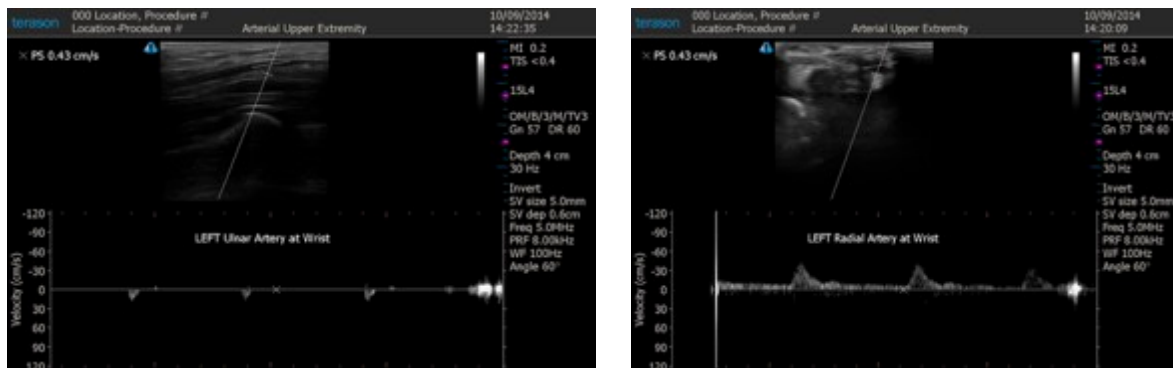 terason
000 Location, Procedure #
10/09/2014
Location-Procedure #
Arterial Upper Extremity
14:22:35
× PS 0.43 cm/s
MI 0.2
TIS <0.4
15L4
OM/B/3/M/TV3
Gn 57 DR 60
Depth 4 cm
30 Hz
Invert
SV size 5.0mm
SV dep 0.6cm
Freq 5.0MHz
PRF 8.00kHz
WF 100Hz
Angle 60°
LEFT Ulnar Artery at Wrist
Velocity (cm/s)
-120
-90
-60
-30
0
30
60
90
120
terason
000 Location, Procedure #
10/09/2014
Location-Procedure #
Arterial Upper Extremity
14:20:09
× PS 0.43 cm/s
MI 0.2
TIS <0.4
15L4
OM/B/3/M/TV3
Gn 57 DR 60
Depth 4 cm
30 Hz
Invert
SV size 5.0mm
SV dep 0.6cm
Freq 5.0MHz
PRF 8.00kHz
WF 100Hz
Angle 60°
LEFT Radial Artery at Wrist
Velocity (cm/s)
-120
-90
-60
-30
0
30
60
90
120